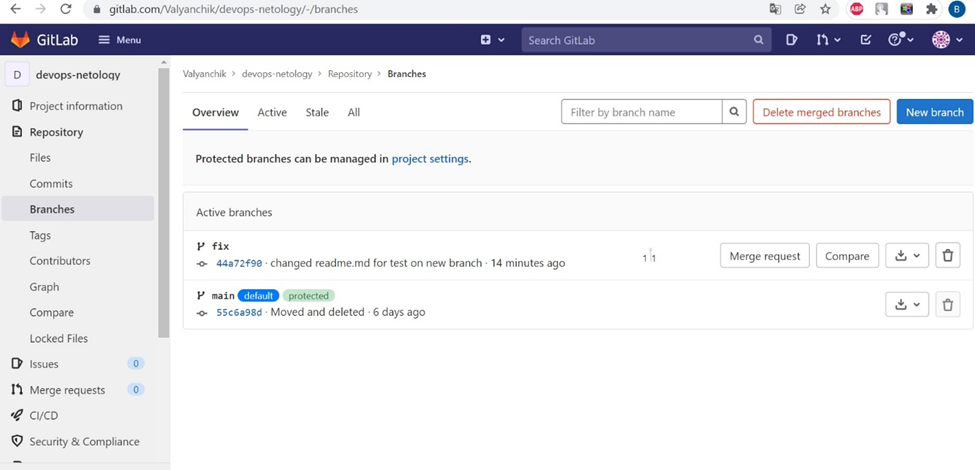 gitlab.com/Valyanchik/devops-netology/-/branches
ABP
B
GitLab Menu Search GitLab
D devops-netology
Project information
Repository
Files
Commits
Branches
Tags
Contributors
Graph
Compare
Locked Files
Issues 0
Merge requests 0
CI/CD
Security & Compliance
Valyanchik > devops-netology > Repository > Branches
Overview Active Stale All Filter by branch name Delete merged branches New branch
Protected branches can be managed in project settings.
Active branches
fix
44a72f90 · changed readme.md for test on new branch · 14 minutes ago
1 1 Merge request Compare
main default protected
55c6a98d · Moved and deleted · 6 days ago